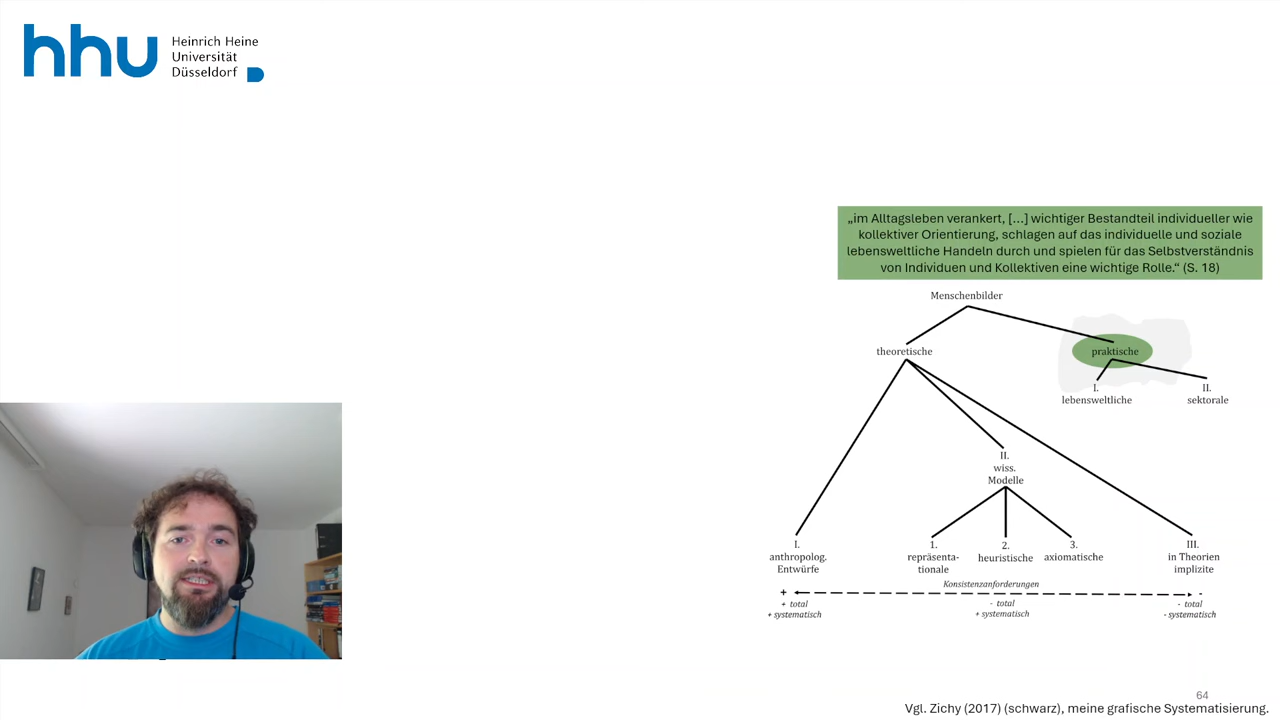 hhu
Heinrich Heine
Universität
Düsseldorf
„im Alltagsleben verankert, [...] wichtiger Bestandteil individueller wie
kollektiver Orientierung, schlagen auf das individuelle und soziale
lebensweltliche Handeln durch und spielen für das Selbstverständnis
von Individuen und Kollektiven eine wichtige Rolle.“ (S. 18)
Menschenbilder
theoretische
praktische
I.
lebensweltliche
II.
sektorale
II.
wiss.
Modelle
I.
anthropolog.
Entwürfe
1.
repräsenta-
tionale
2.
heuristische
3.
axiomatische
III.
in Theorien
implizite
Konsistenzanforderungen
+ -
+ total
+ systematisch
- total
+ systematisch
- total
- systematisch
64
Vgl. Zichy (2017) (schwarz), meine grafische Systematisierung.